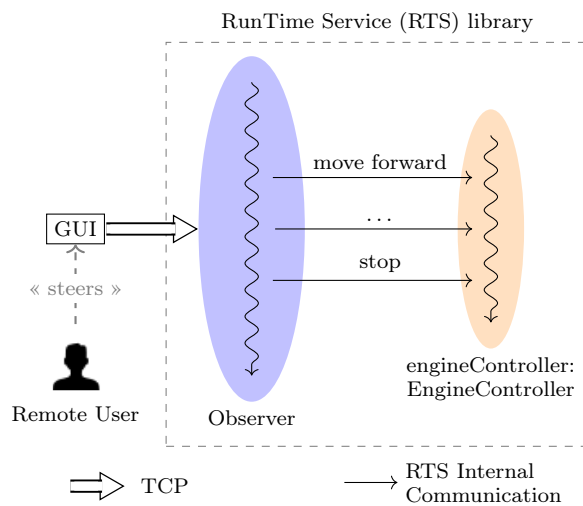 RunTime Service (RTS) library
move forward
...
stop
GUI
« steers »
Remote User
Observer
engineController:
EngineController
TCP
RTS Internal
Communication